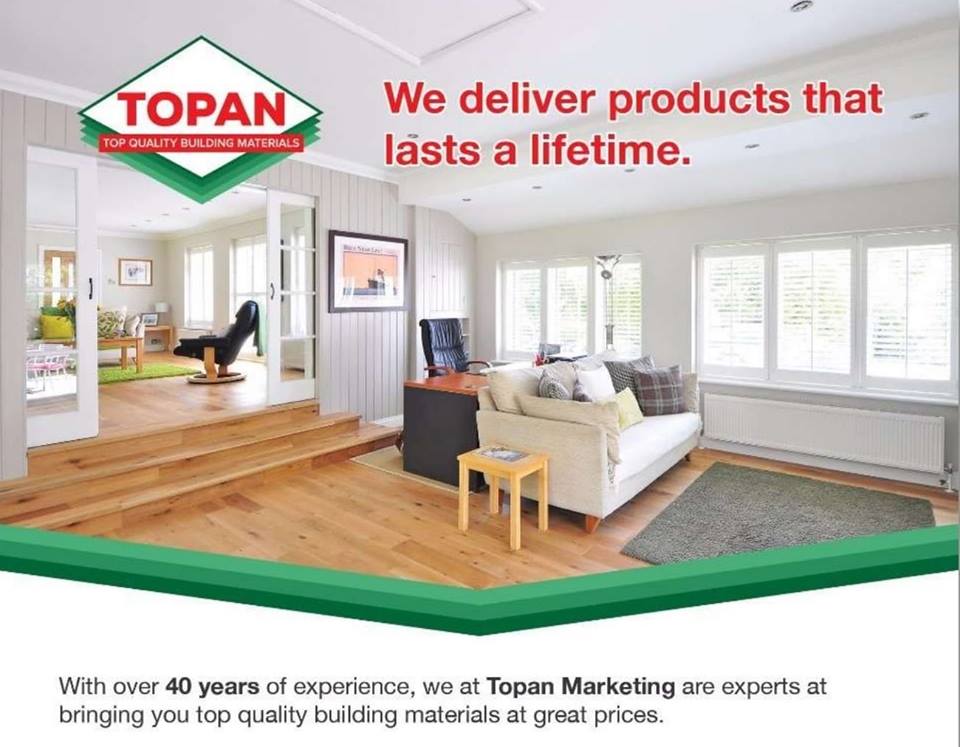 TOPAN
TOP QUALITY BUILDING MATERIALS
We deliver products that
lasts a lifetime.
With over 40 years of experience, we at Topan Marketing are experts at
bringing you top quality building materials at great prices.